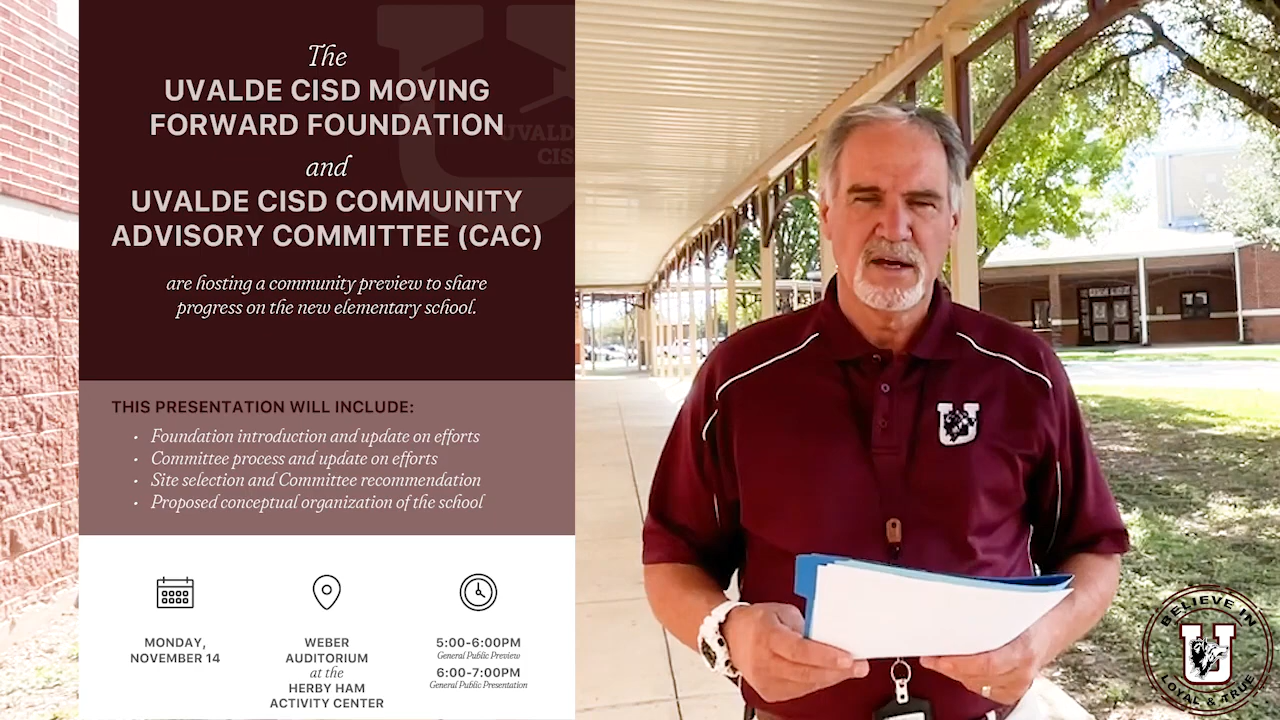 The
UVALDE CISD MOVING
FORWARD FOUNDATION
and
UVALDE CISD COMMUNITY
ADVISORY COMMITTEE (CAC)
are hosting a community preview to share
progress on the new elementary school.
UVALD
CIS
THIS PRESENTATION WILL INCLUDE:
· Foundation introduction and update on efforts
· Committee process and update on efforts
· Site selection and Committee recommendation
· Proposed conceptual organization of the school
MONDAY,
NOVEMBER 14
WEBER
AUDITORIUM
at the
HERBY HAM
ACTIVITY CENTER
5:00-6:00PM
General Public Preview
6:00-7:00PM
General Public Presentation
U
BELIEVE IN
U
LOYAL & TRUE